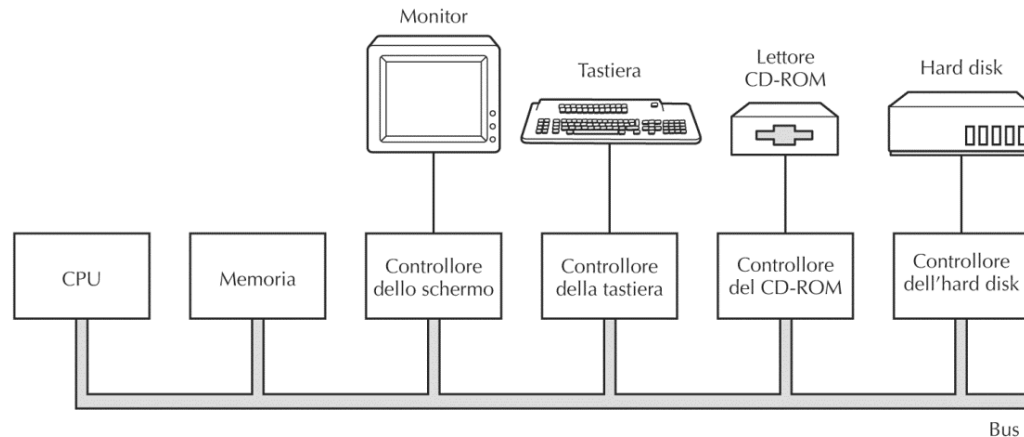 Monitor
Tastiera
Lettore
CD-ROM
Hard disk
CPU
Memoria
Controllore
dello schermo
Controllore
della tastiera
Controllore
del CD-ROM
Controllore
dell'hard disk
Bus